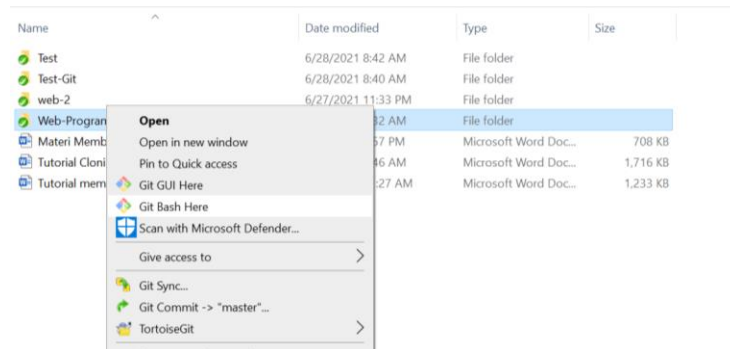 Name Date modified Type Size
Test 6/28/2021 8:42 AM File folder
Test-Git 6/28/2021 8:40 AM File folder
web-2 6/27/2021 11:33 PM File folder
Web-Program 32 AM File folder
Materi Memb 57 PM Microsoft Word Doc... 708 KB
Tutorial Cloni 46 AM Microsoft Word Doc... 1,716 KB
Tutorial mem :27 AM Microsoft Word Doc... 1,233 KB
Open
Open in new window
Pin to Quick access
Git GUI Here
Git Bash Here
Scan with Microsoft Defender...
Give access to
Git Sync...
Git Commit -> "master"...
TortoiseGit